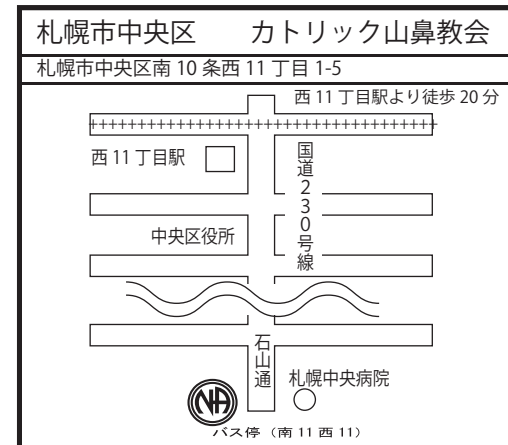 札幌市中央区　　カトリック山鼻教会
札幌市中央区南 10 条西 11 丁目 1-5
西 11 丁目駅より徒歩 20 分
西 11 丁目駅
国道230号線
中央区役所
石山通
札幌中央病院
NA
バス停（南 11 西 11）